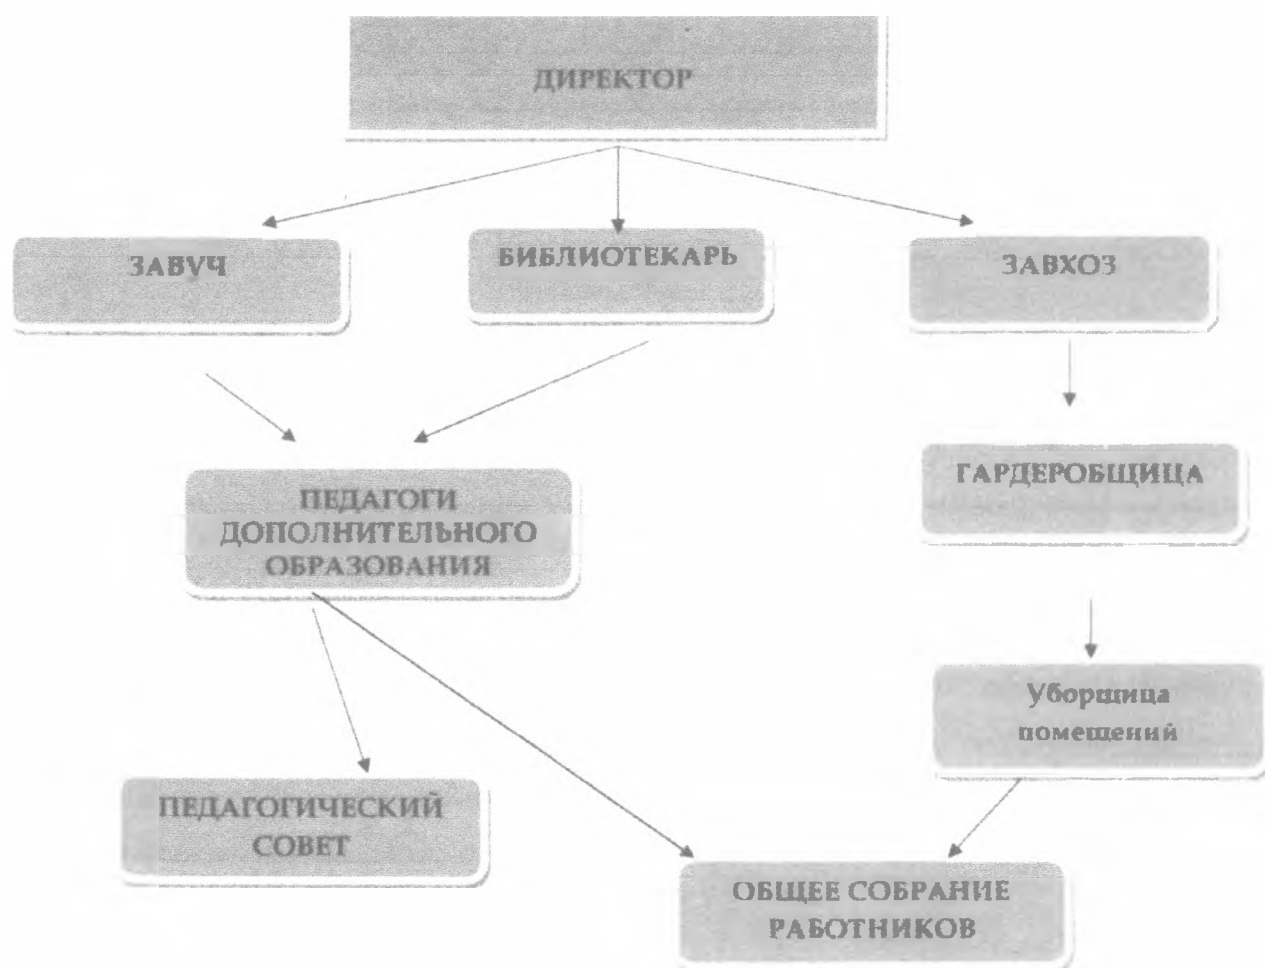 ДИРЕКТОР
ЗАВУЧ
БИБЛИОТЕКАРЬ
ЗАВХОЗ
ГАРДЕРОБЩИЦА
ПЕДАГОГИ
ДОПОЛНИТЕЛЬНОГО
ОБРАЗОВАНИЯ
Уборщица
помещений
ПЕДАГОГИЧЕСКИЙ
СОВЕТ
ОБЩЕЕ СОБРАНИЕ
РАБОТНИКОВ